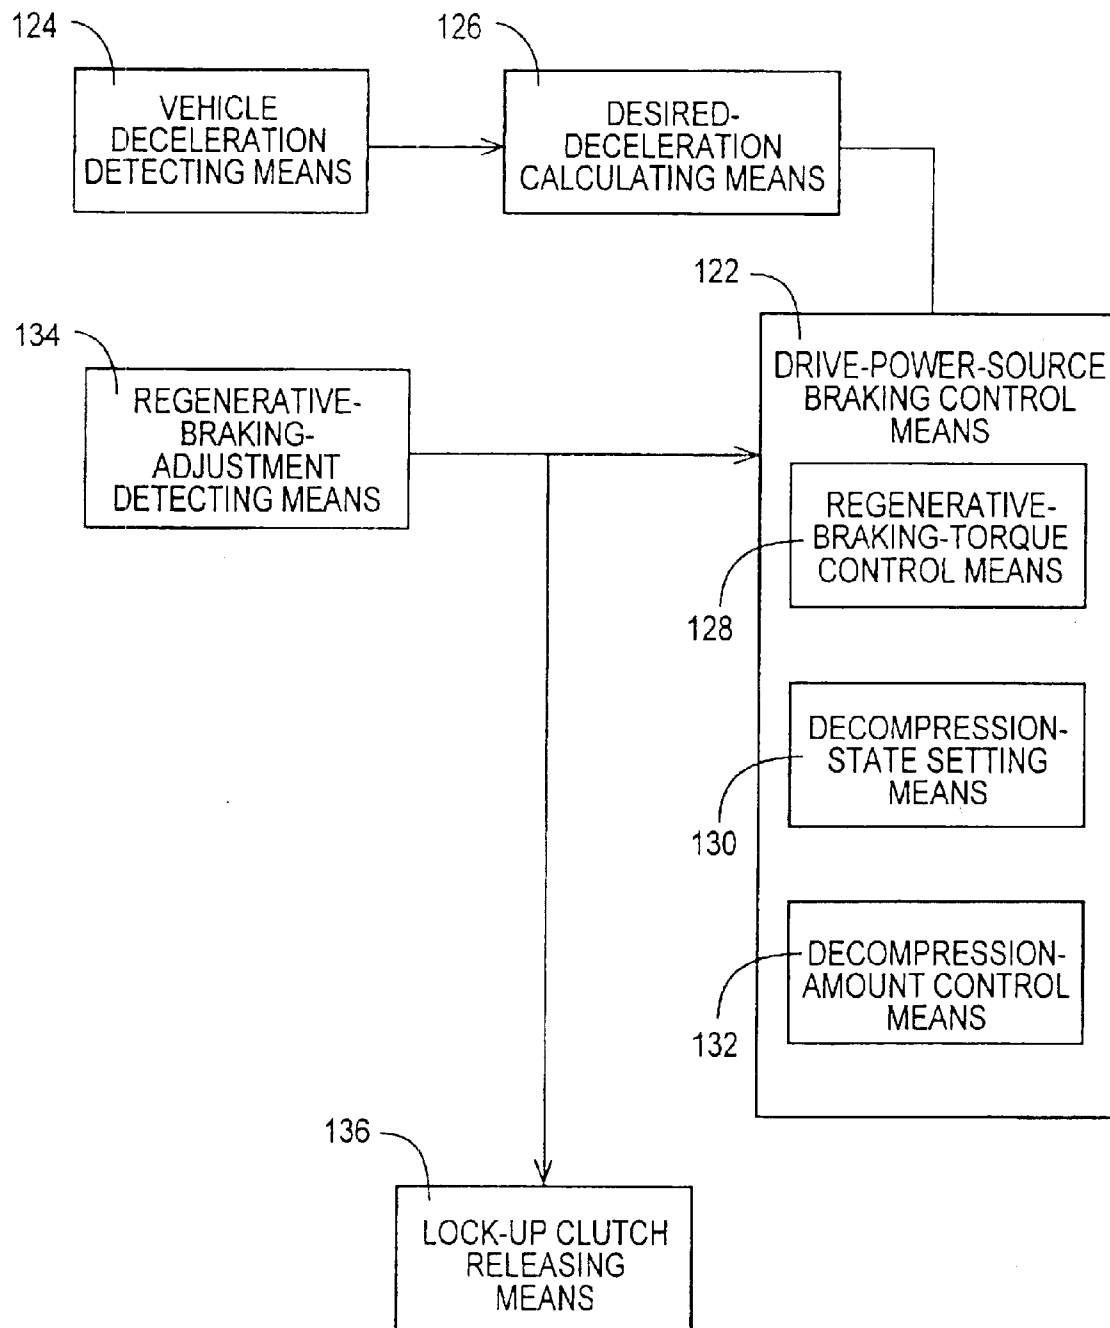 124
VEHICLE
DECELERATION
DETECTING MEANS
126
DESIRED-
DECELERATION
CALCULATING MEANS
122
DRIVE-POWER-SOURCE
BRAKING CONTROL
MEANS
134
REGENERATIVE-
BRAKING-
ADJUSTMENT
DETECTING MEANS
REGENERATIVE-
BRAKING-TORQUE
CONTROL MEANS
128
DECOMPRESSION-
STATE SETTING
MEANS
130
DECOMPRESSION-
AMOUNT CONTROL
MEANS
132
136
LOCK-UP CLUTCH
RELEASING
MEANS